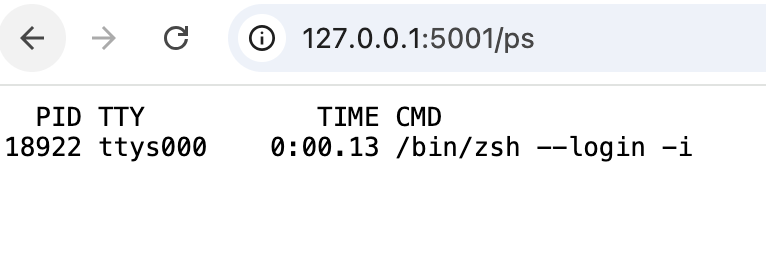 127.0.0.1:5001/ps
PID TTY TIME CMD
18922 ttys000 0:00.13 /bin/zsh --login -i